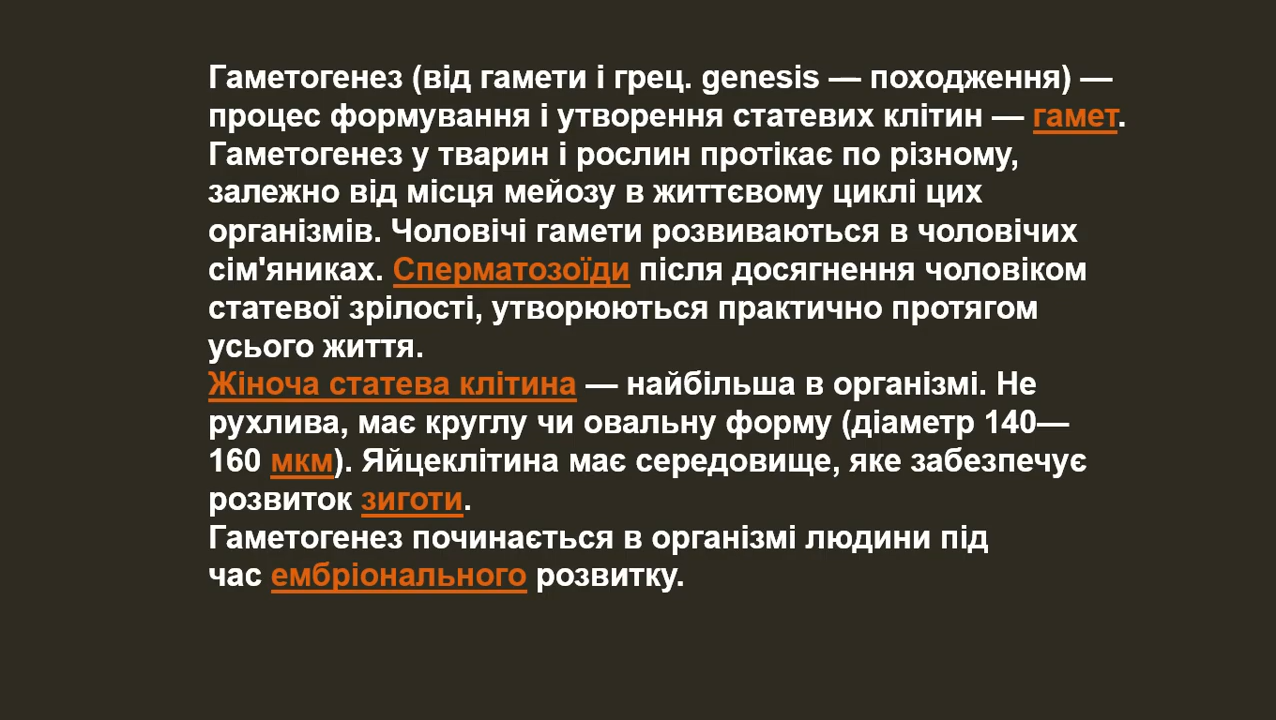 Гаметогенез (від гамети і грец. genesis — походження) —
процес формування і утворення статевих клітин — гамет.
Гаметогенез у тварин і рослин протікає по різному,
залежно від місця мейозу в життєвому циклі цих
організмів. Чоловічі гамети розвиваються в чоловічих
сім'яниках. Сперматозоїди після досягнення чоловіком
статевої зрілості, утворюються практично протягом
усього життя.
Жіноча статева клітина — найбільша в організмі. Не
рухлива, має круглу чи овальну форму (діаметр 140—
160 мкм). Яйцеклітина має середовище, яке забезпечує
розвиток зиготи.
Гаметогенез починається в організмі людини під
час ембріонального розвитку.